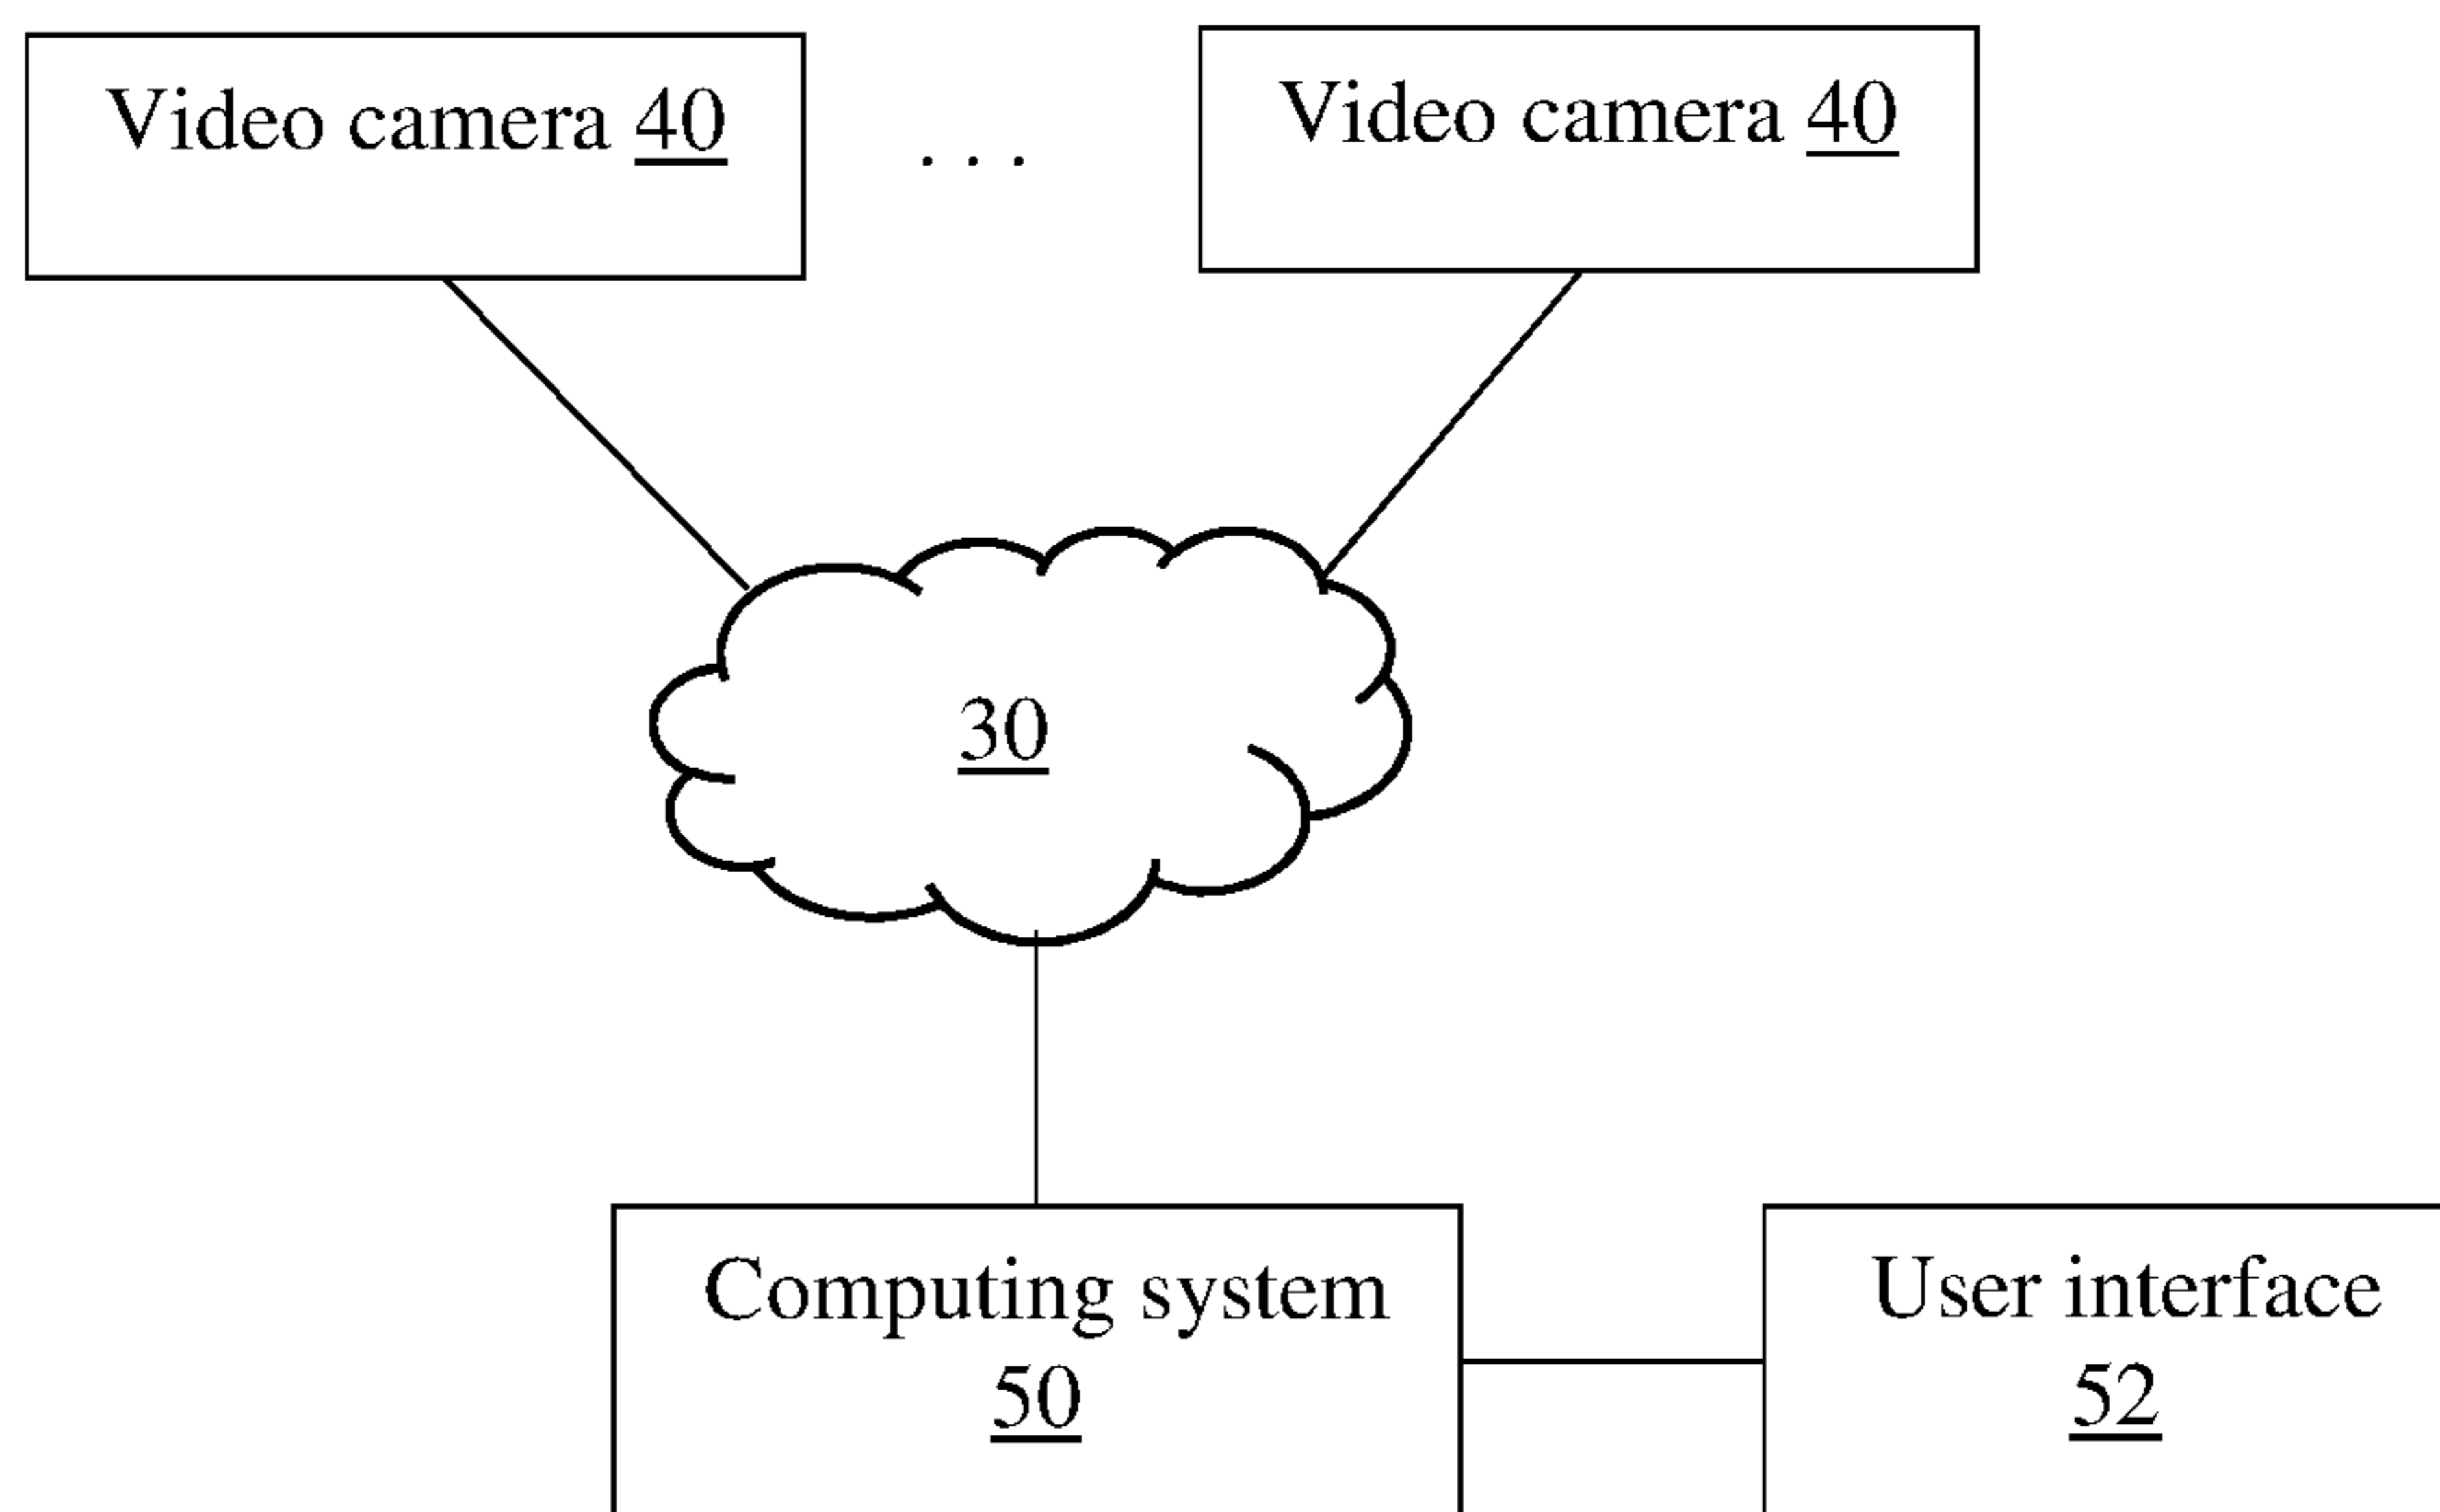 Video camera 40
. . .
Video camera 40
30
Computing system
50
User interface
52